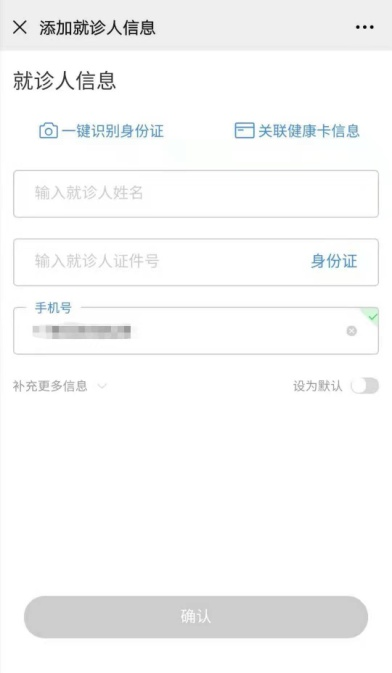 添加就诊人信息
就诊人信息
一键识别身份证
关联健康卡信息
输入就诊人姓名
输入就诊人证件号
身份证
手机号
补充更多信息
设为默认
确认